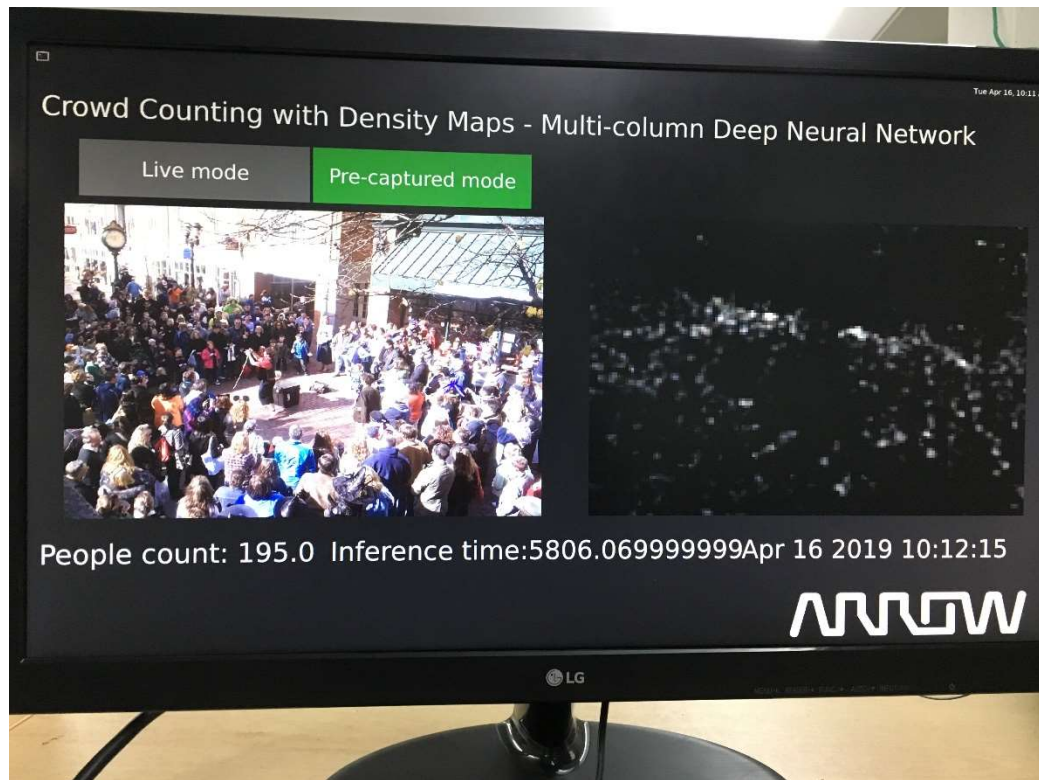 Tue Apr 16, 10:11
Crowd Counting with Density Maps - Multi-column Deep Neural Network
Live mode
Pre-captured mode
People count: 195.0 Inference time:5806.069999999Apr 16 2019 10:12:15
ARROW
LG